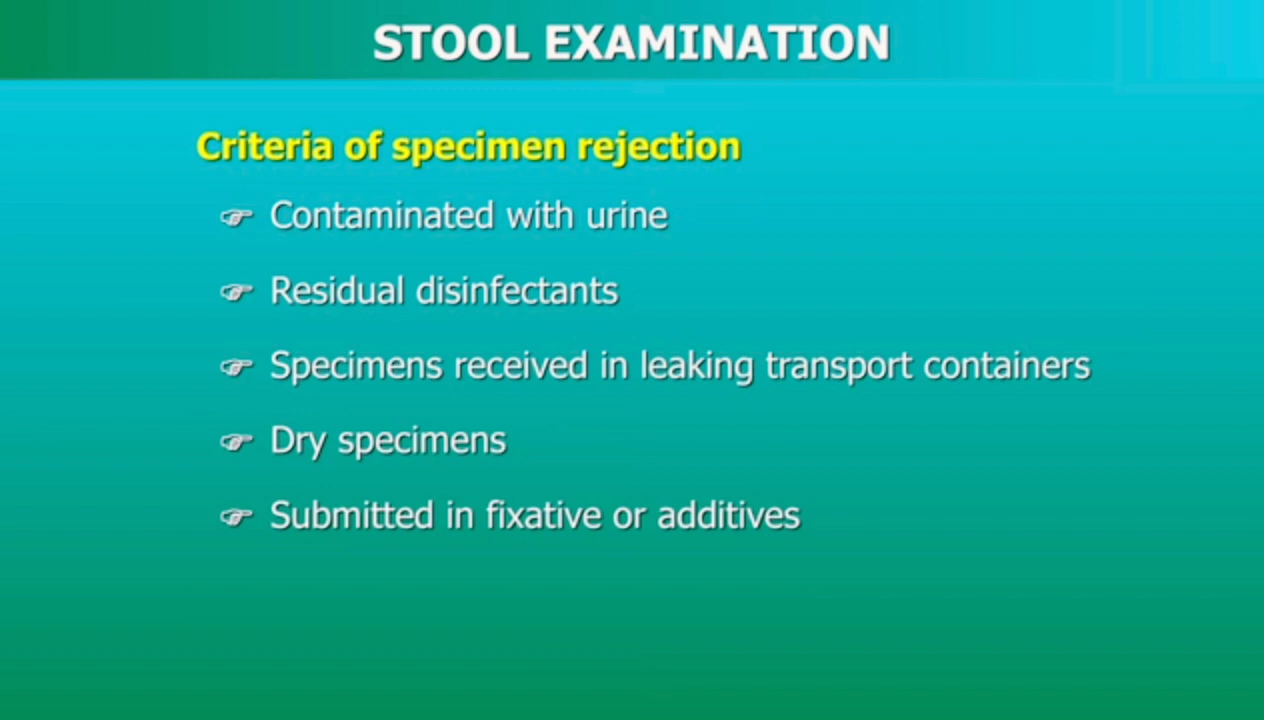 STOOL EXAMINATION
Criteria of specimen rejection
☞ Contaminated with urine
☞ Residual disinfectants
☞ Specimens received in leaking transport containers
☞ Dry specimens
☞ Submitted in fixative or additives